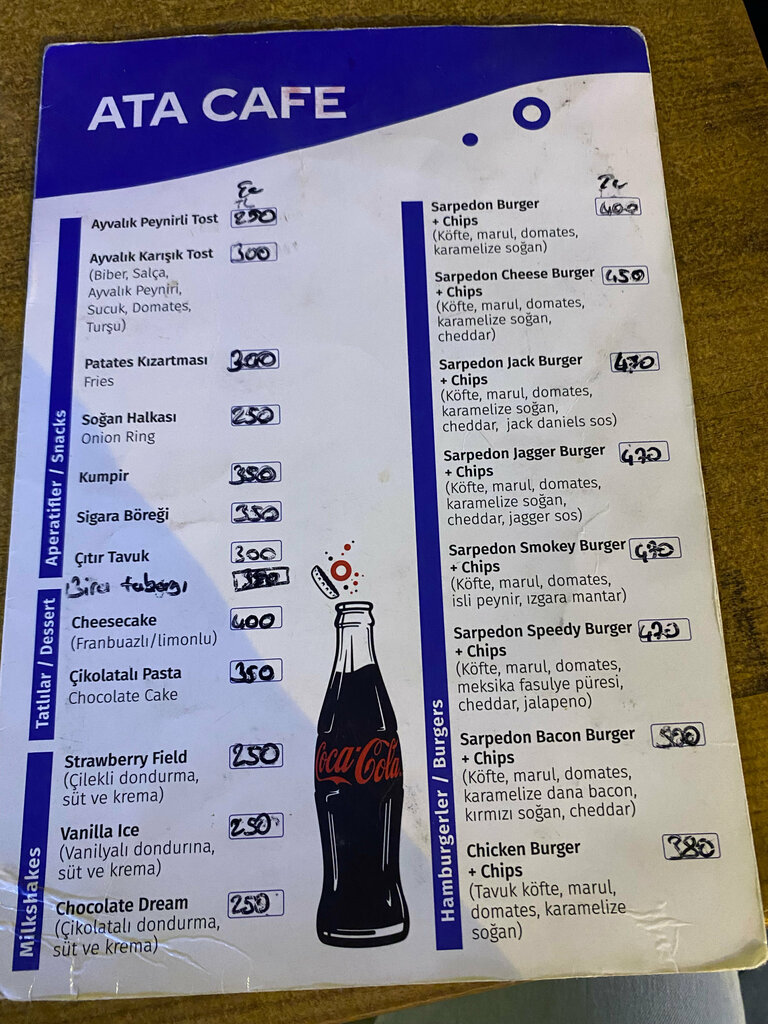 ATA CAFE
TL
Aperatifler / Snacks
Ayvalık Peynirli Tost 250
Ayvalık Karışık Tost 300
(Biber, Salça,
Ayvalık Peyniri,
Sucuk, Domates,
Turşu)
Patates Kızartması 300
Fries
Soğan Halkası 250
Onion Ring
Kumpir 350
Sigara Böreği 350
Çıtır Tavuk 300
Bira tabağı 350
Tatlılar / Dessert
Cheesecake 400
(Franbuazlı/limonlu)
Çikolatalı Pasta 350
Chocolate Cake
Milkshakes
Strawberry Field 250
(Çilekli dondurma,
süt ve krema)
Vanilla Ice 250
(Vanilyalı dondurına,
süt ve krema)
Chocolate Dream 250
(Çikolatalı dondurma,
süt ve krema)
Coca-Cola
TL
Hamburgerler / Burgers
Sarpedon Burger 400
+ Chips
(Köfte, marul, domates,
karamelize soğan)
Sarpedon Cheese Burger 450
+ Chips
(Köfte, marul, domates,
karamelize soğan,
cheddar)
Sarpedon Jack Burger 470
+ Chips
(Köfte, marul, domates,
karamelize soğan,
cheddar, jack daniels sos)
Sarpedon Jagger Burger 470
+ Chips
(Köfte, marul, domates,
karamelize soğan,
cheddar, jagger sos)
Sarpedon Smokey Burger 470
+ Chips
(Köfte, marul, domates,
isli peynir, ızgara mantar)
Sarpedon Speedy Burger 470
+ Chips
(Köfte, marul, domates,
meksika fasulye püresi,
cheddar, jalapeno)
Sarpedon Bacon Burger 500
+ Chips
(Köfte, marul, domates,
karamelize dana bacon,
kırmızı soğan, cheddar)
Chicken Burger 380
+ Chips
(Tavuk köfte, marul,
domates, karamelize
soğan)